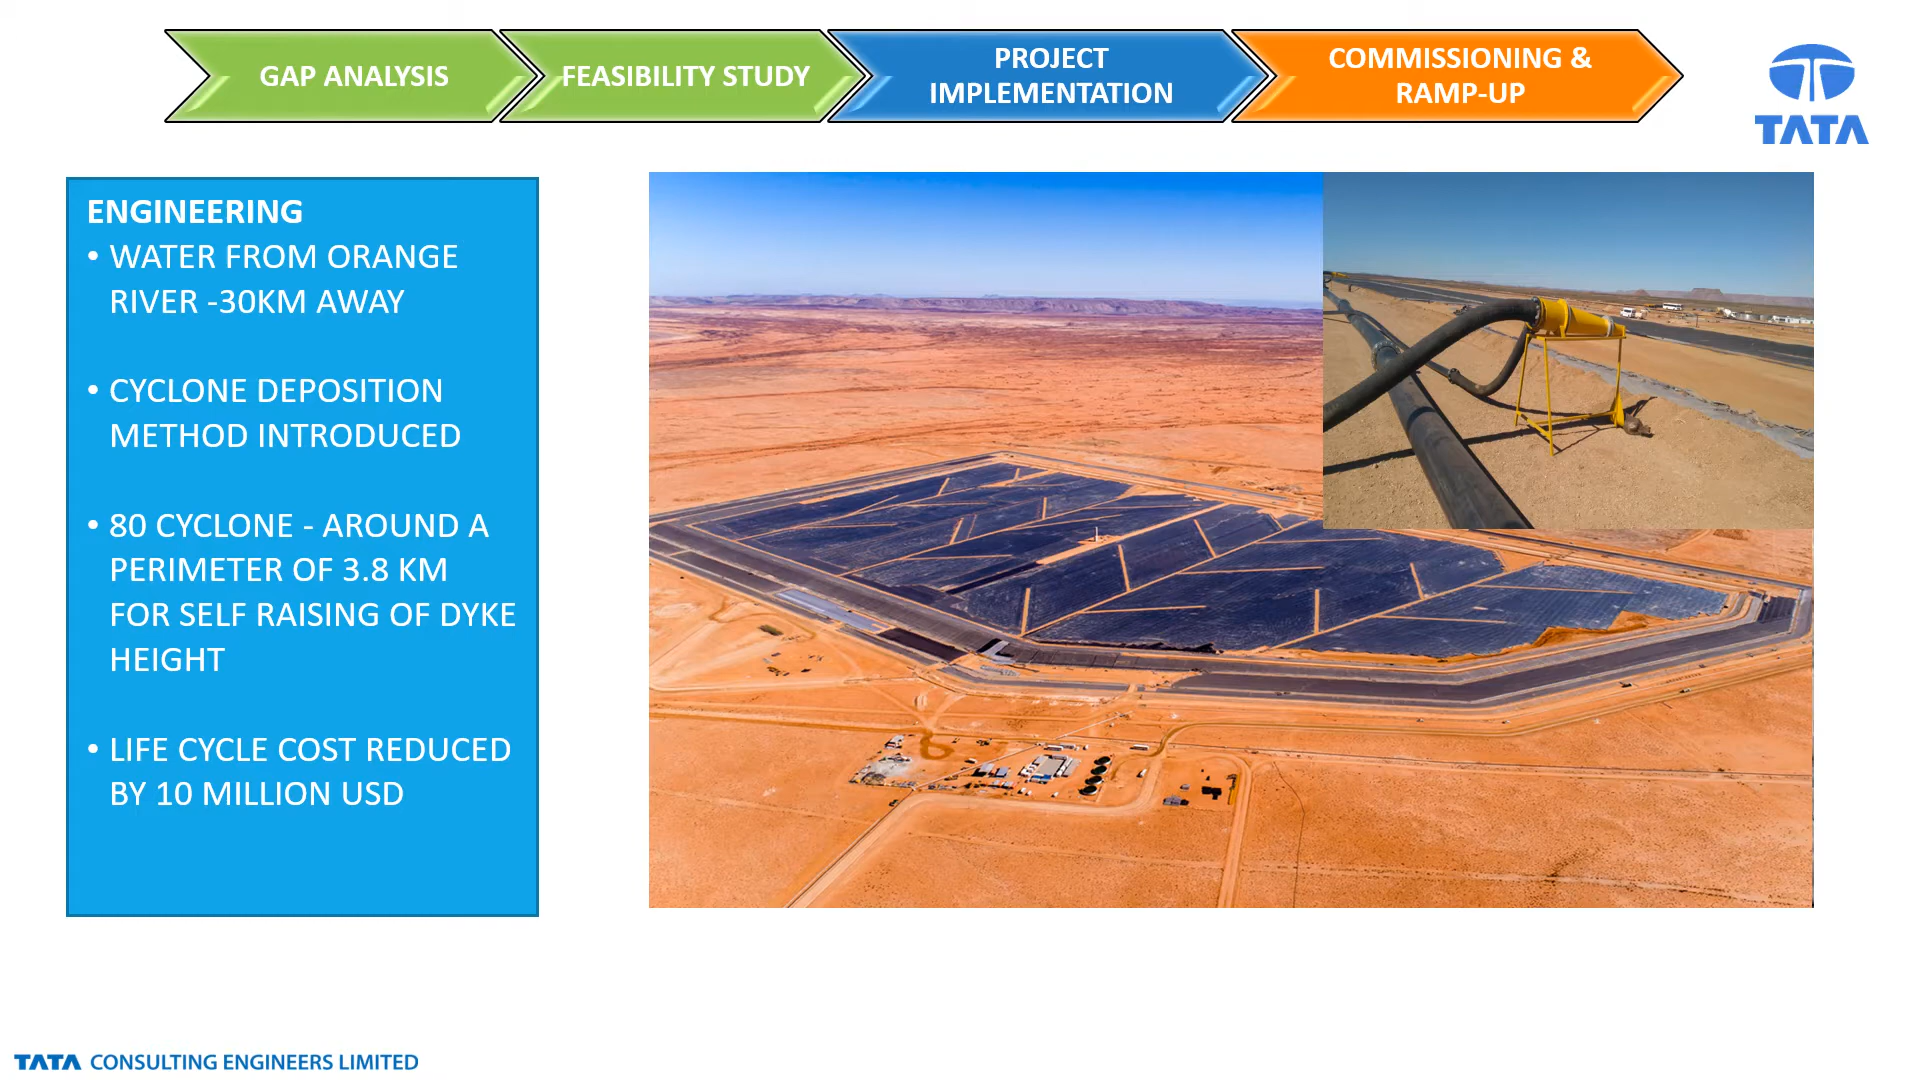 GAP ANALYSIS
FEASIBILITY STUDY
PROJECT
IMPLEMENTATION
COMMISSIONING &
RAMP-UP
TATA
ENGINEERING
• WATER FROM ORANGE
RIVER -30KM AWAY
• CYCLONE DEPOSITION
METHOD INTRODUCED
• 80 CYCLONE - AROUND A
PERIMETER OF 3.8 KM
FOR SELF RAISING OF DYKE
HEIGHT
• LIFE CYCLE COST REDUCED
BY 10 MILLION USD
TATA CONSULTING ENGINEERS LIMITED